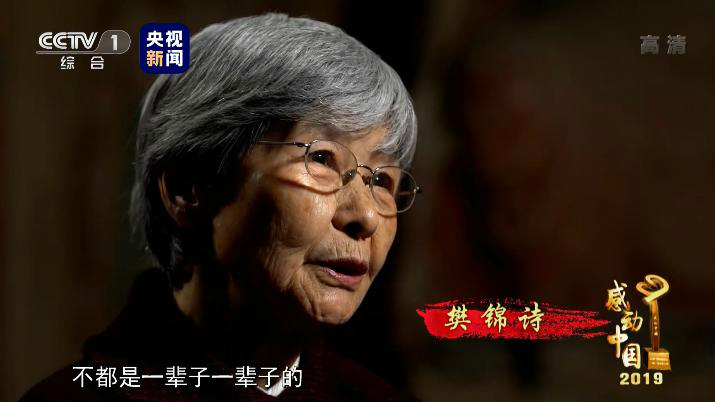 CCTV 1
综合
央视
新闻
高清
樊锦诗
感动中国
2019
不都是一辈子一辈子的